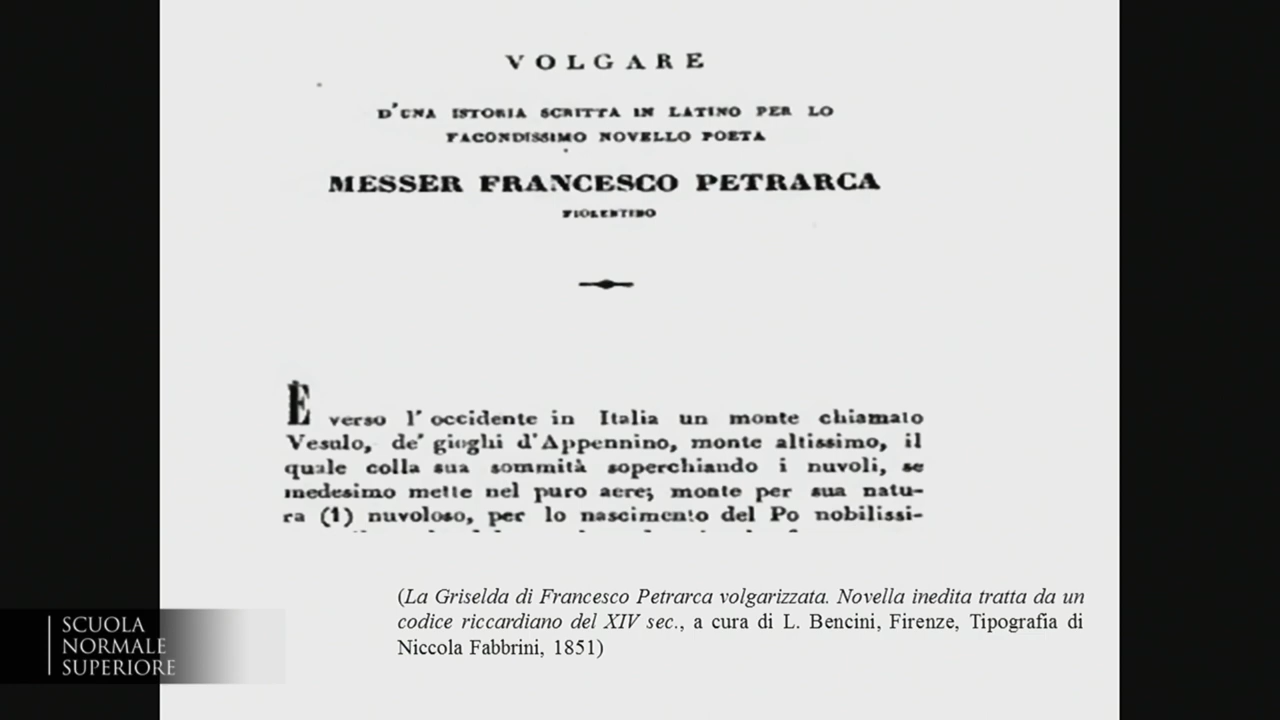 VOLGARE
D'UNA ISTORIA SCRITTA IN LATINO PER LO
FACONDISSIMO NOVELLO POETA
MESSER FRANCESCO PETRARCA
FIORENTINO
È verso l' occidente in Italia un monte chiamato
Vesulo, de' gioghi d'Appennino, monte altissimo, il
quale colla sua sommità soperchiando i nuvoli, se
medesimo mette nel puro aere; monte per sua natu-
ra (1) nuvoloso, per lo nascimento del Po nobilissi-
(La Griselda di Francesco Petrarca volgarizzata. Novella inedita tratta da un
codice riccardiano del XIV sec., a cura di L. Bencini, Firenze, Tipografia di
Niccola Fabbrini, 1851)
SCUOLA
NORMALE
SUPERIORE